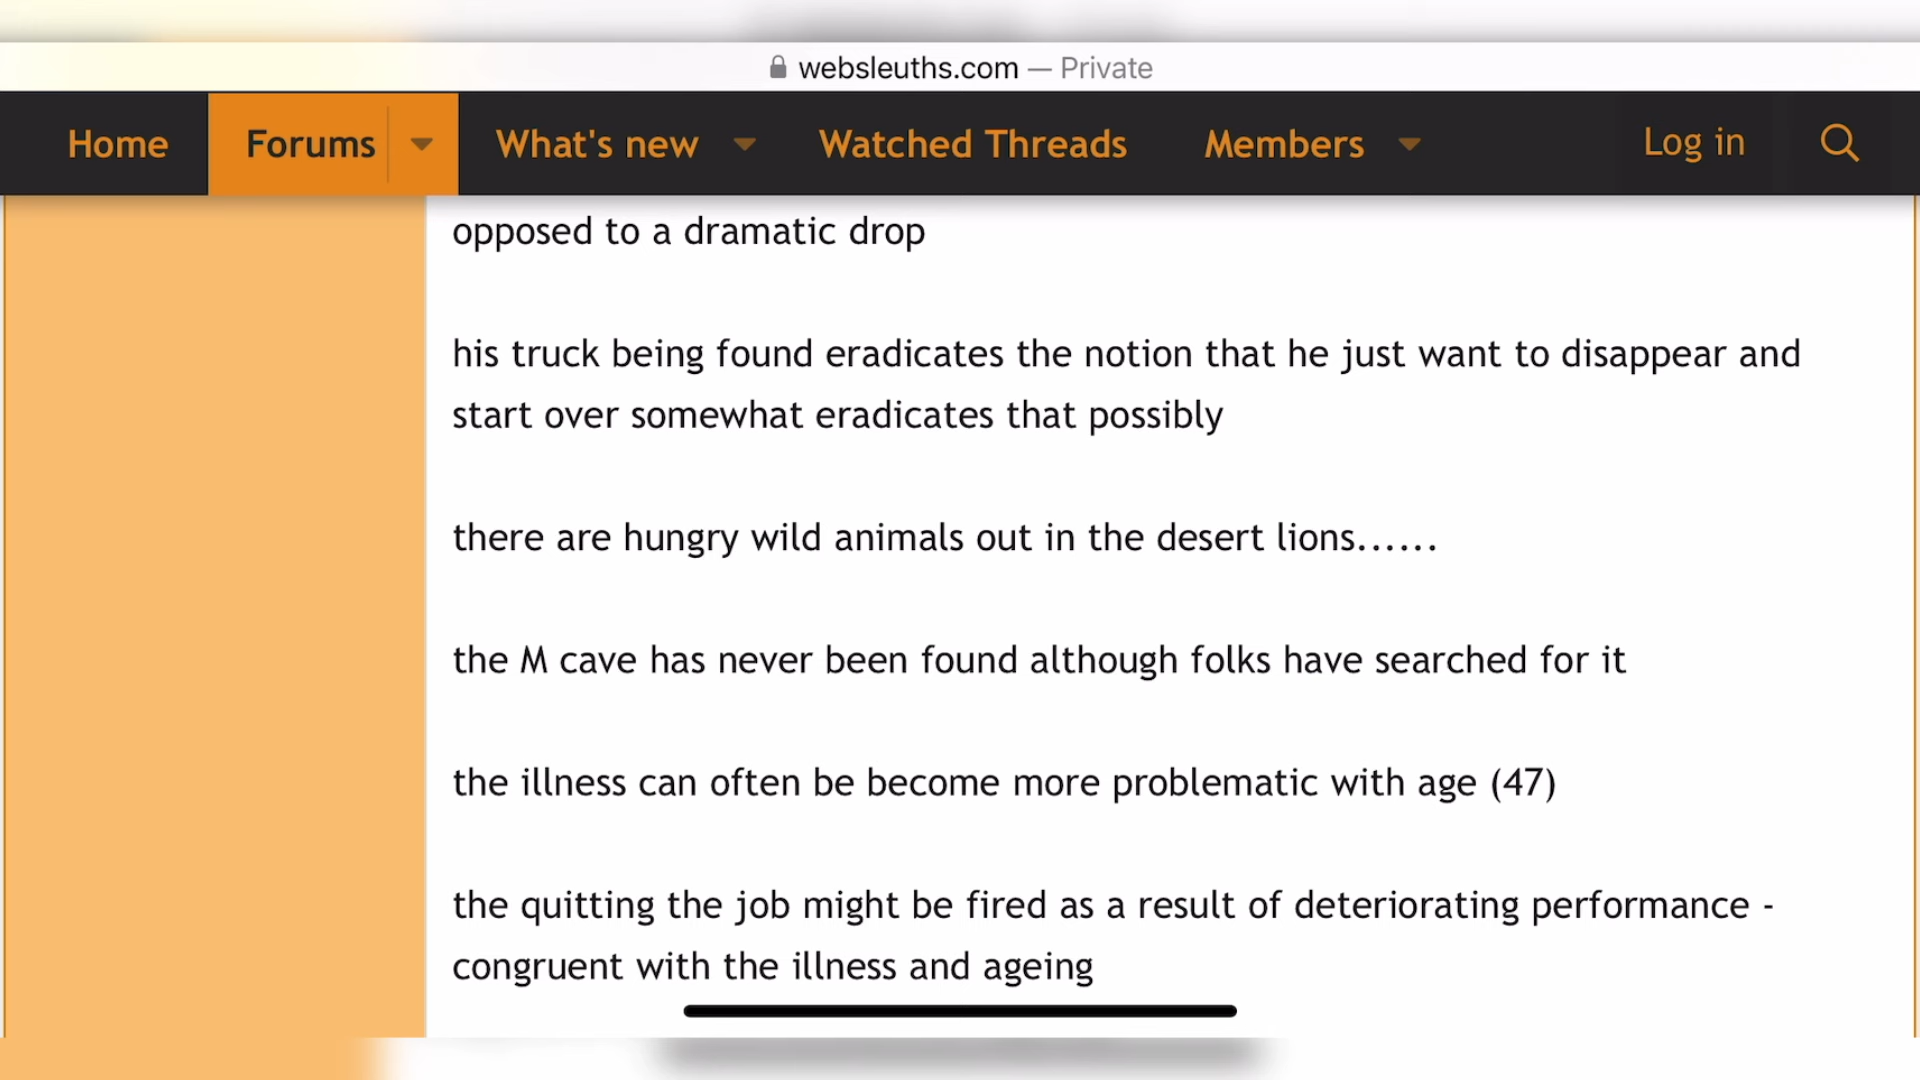 websleuths.com — Private
Home Forums What's new Watched Threads Members Log in
opposed to a dramatic drop
his truck being found eradicates the notion that he just want to disappear and
start over somewhat eradicates that possibly
there are hungry wild animals out in the desert lions......
the M cave has never been found although folks have searched for it
the illness can often be become more problematic with age (47)
the quitting the job might be fired as a result of deteriorating performance -
congruent with the illness and ageing